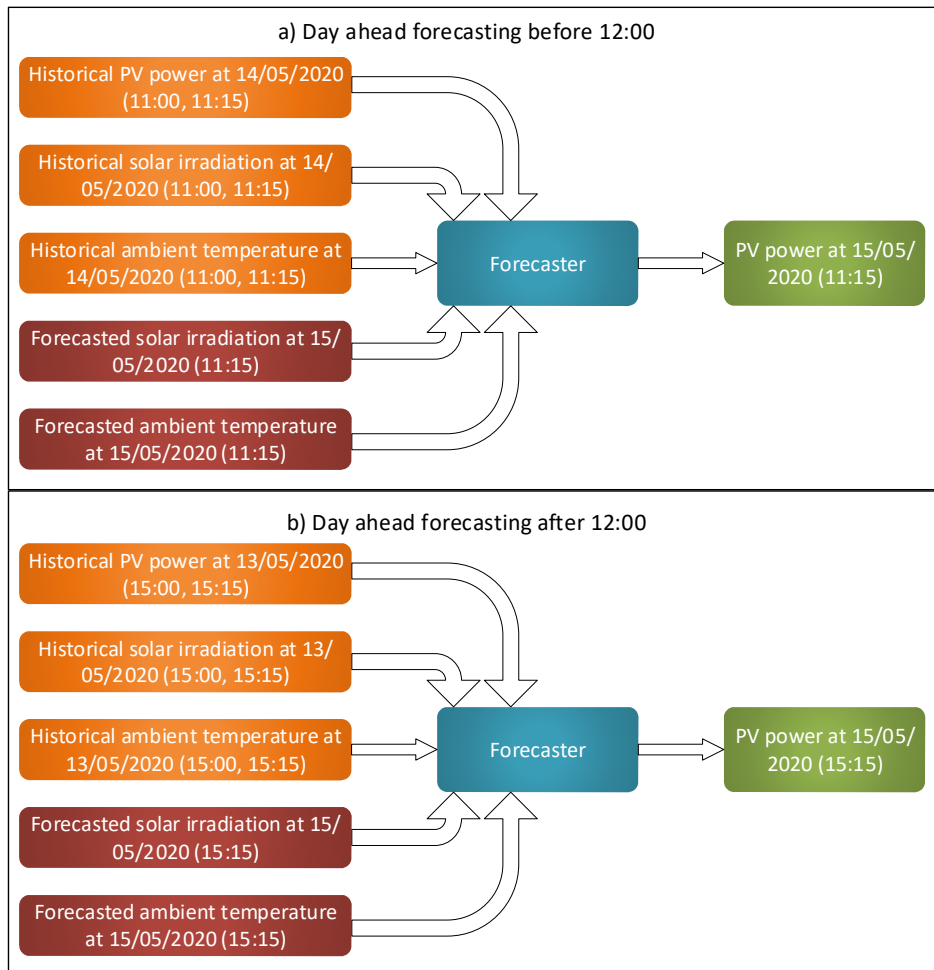 a) Day ahead forecasting before 12:00
Historical PV power at 14/05/2020
(11:00, 11:15)
Historical solar irradiation at 14/
05/2020 (11:00, 11:15)
Historical ambient temperature at
14/05/2020 (11:00, 11:15)
Forecasted solar irradiation at 15/
05/2020 (11:15)
Forecasted ambient temperature
at 15/05/2020 (11:15)
Forecaster
PV power at 15/05/
2020 (11:15)
b) Day ahead forecasting after 12:00
Historical PV power at 13/05/2020
(15:00, 15:15)
Historical solar irradiation at 13/
05/2020 (15:00, 15:15)
Historical ambient temperature at
13/05/2020 (15:00, 15:15)
Forecasted solar irradiation at 15/
05/2020 (15:15)
Forecasted ambient temperature
at 15/05/2020 (15:15)
Forecaster
PV power at 15/05/
2020 (15:15)